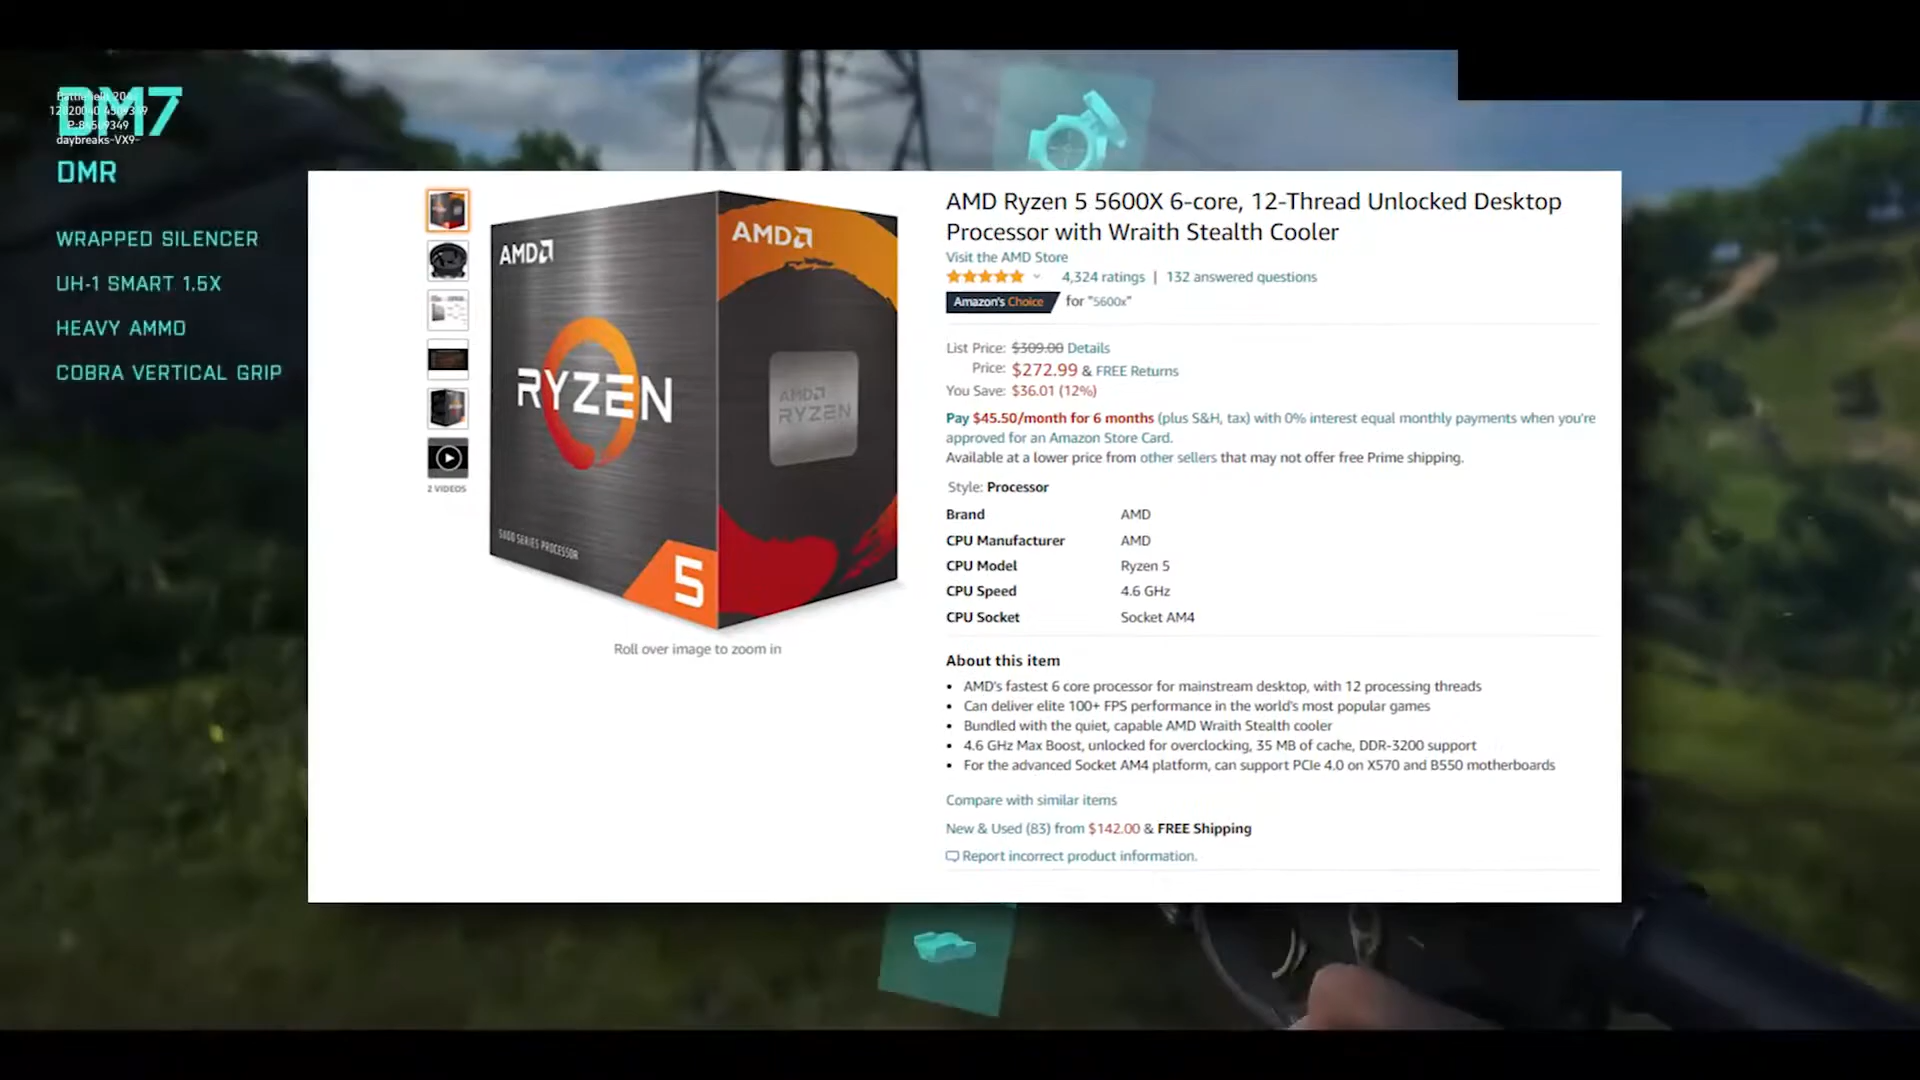 DM7
Battlefield 204
P:84509349
daybreaks-VX9-
DMR
WRAPPED SILENCER
UH-1 SMART 1.5X
HEAVY AMMO
COBRA VERTICAL GRIP
AMD
AMD
RYZEN
AMD
RYZEN
5000 SERIES PROCESSOR
5
2 VIDEOS
Roll over image to zoom in
AMD Ryzen 5 5600X 6-core, 12-Thread Unlocked Desktop
Processor with Wraith Stealth Cooler
Visit the AMD Store
4,324 ratings | 132 answered questions
Amazon's Choice for "5600x"
List Price: $309.00 Details
Price: $272.99 & FREE Returns
You Save: $36.01 (12%)
Pay $45.50/month for 6 months (plus S&H, tax) with 0% interest equal monthly payments when you're
approved for an Amazon Store Card.
Available at a lower price from other sellers that may not offer free Prime shipping.
Style: Processor
Brand AMD
CPU Manufacturer AMD
CPU Model Ryzen 5
CPU Speed 4.6 GHz
CPU Socket Socket AM4
About this item
• AMD's fastest 6 core processor for mainstream desktop, with 12 processing threads
• Can deliver elite 100+ FPS performance in the world's most popular games
• Bundled with the quiet, capable AMD Wraith Stealth cooler
• 4.6 GHz Max Boost, unlocked for overclocking, 35 MB of cache, DDR-3200 support
• For the advanced Socket AM4 platform, can support PCIe 4.0 on X570 and B550 motherboards
Compare with similar items
New & Used (83) from $142.00 & FREE Shipping
Report incorrect product information.